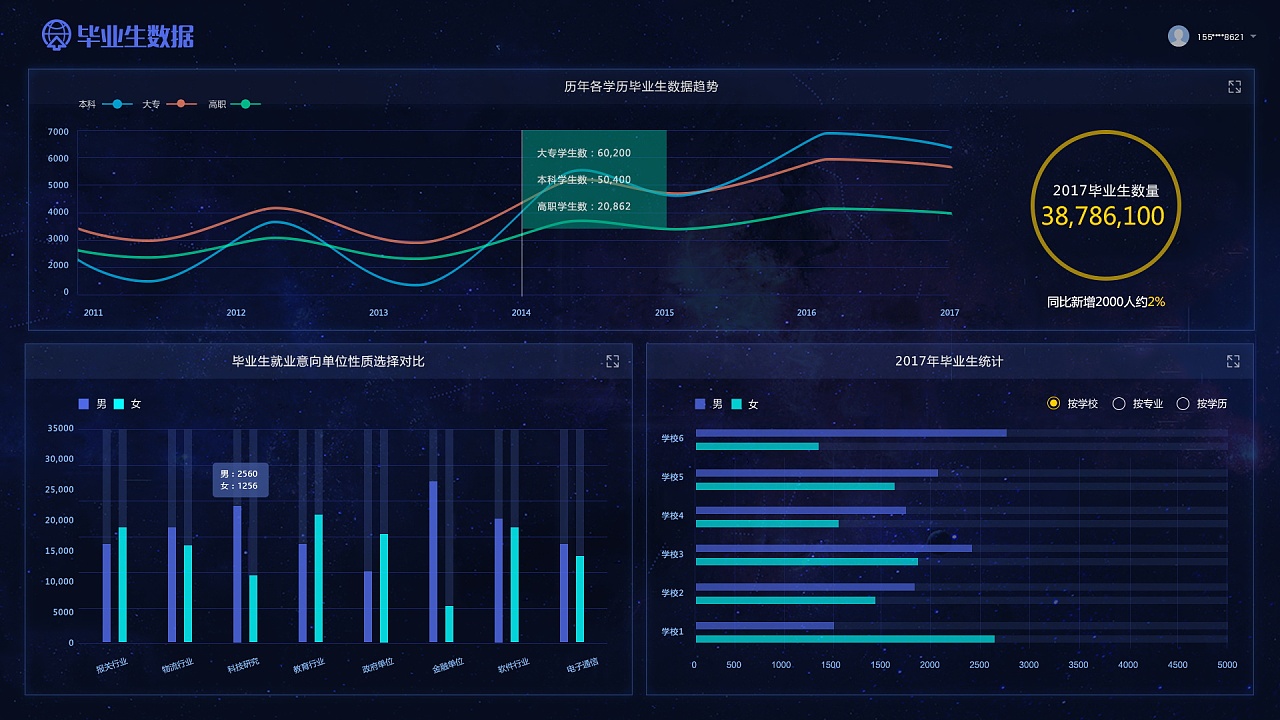 毕业生数据
155****8621
历年各学历毕业生数据趋势
本科 大专 高职
7000
6000
5000
4000
3000
2000
0
大专学生数：60,200
本科学生数：50,400
高职学生数：20,862
2011 2012 2013 2014 2015 2016 2017
2017毕业生数量
38,786,100
同比新增2000人约2%
毕业生就业意向单位性质选择对比
男 女
35000
30,000
25,000
20,000
15,000
10,000
5000
0
男：2560
女：1256
报关行业 物流行业 科技研究 教育行业 政府单位 金融单位 软件行业 电子通信
2017年毕业生统计
男 女
按学校 按专业 按学历
学校6
学校5
学校4
学校3
学校2
学校1
0 500 1000 1500 1500 2000 2500 3000 3500 4000 4500 5000